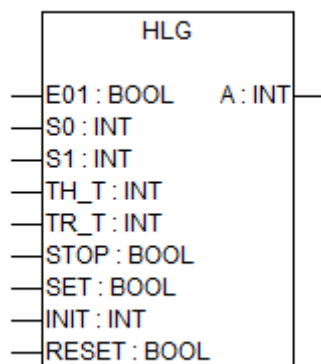 HLG
E01 : BOOL A : INT
S0 : INT
S1 : INT
TH_T : INT
TR_T : INT
STOP : BOOL
SET : BOOL
INIT : INT
RESET : BOOL